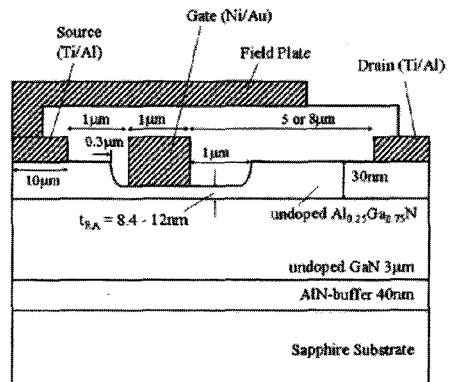 Source
(Ti/Al)
Gate (Ni/Au)
Field Plate
Drain (Ti/Al)
1μm
1μm
5 or 8μm
0.3μm
1μm
10μm
30nm
tRA = 8.4 - 12nm
undoped Al0.25Ga0.75N
undoped GaN 3μm
AlN-buffer 40nm
Sapphire Substrate